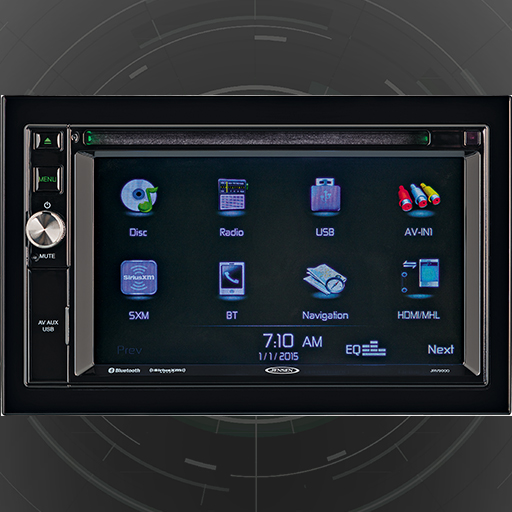 MENU
MUTE
AV AUX
USB
Disc
Radio
USB
AV-IN1
SiriusXM
SXM
BT
Navigation
HDMI/MHL
Prev
7:10 AM
1/1/2015
EQ
Next
Bluetooth
SiriusXM
JENSEN